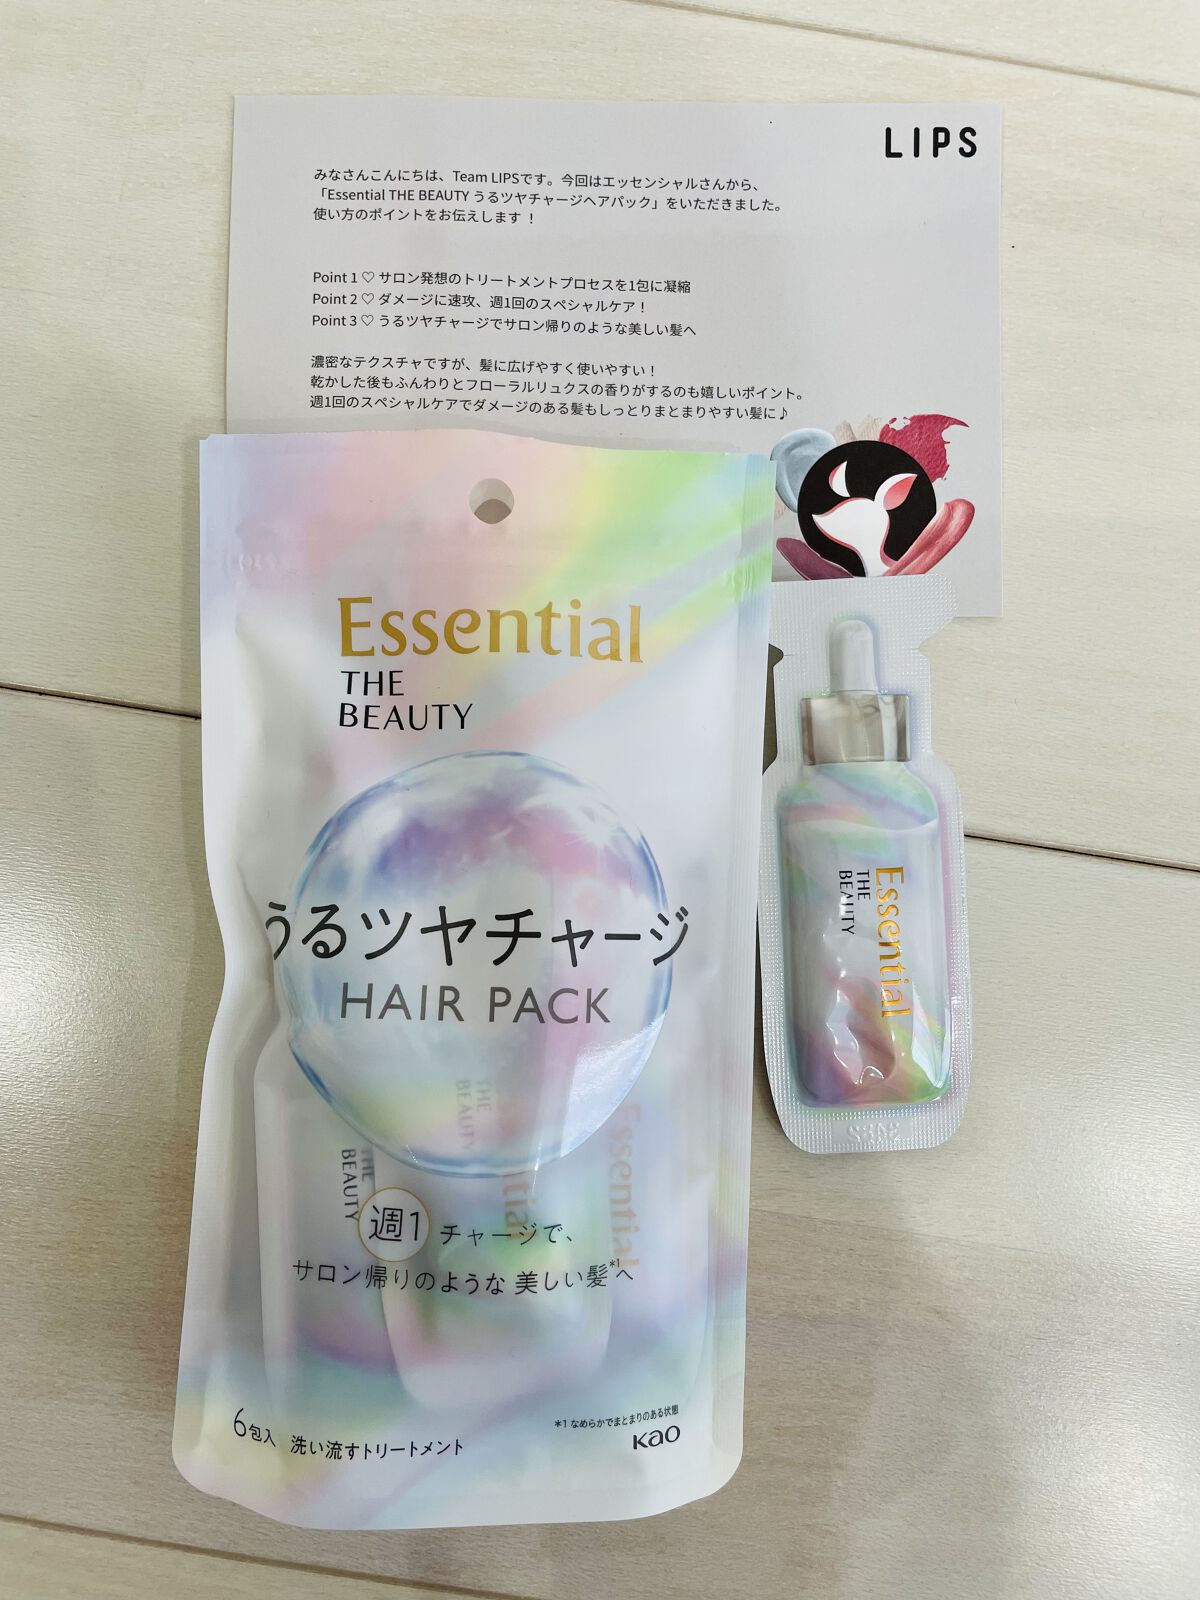 LIPS
みなさんこんにちは、Team LIPSです。今回はエッセンシャルさんから、
「Essential THE BEAUTY うるツヤチャージヘアパック」をいただきました。
使い方のポイントをお伝えします！
Point 1 ♡ サロン発想のトリートメントプロセスを1包に凝縮
Point 2 ♡ ダメージに速攻、週1回のスペシャルケア！
Point 3 ♡ うるツヤチャージでサロン帰りのような美しい髪へ
濃密なテクスチャですが、髪に広げやすく使いやすい！
乾かした後もふんわりとフローラルリュクスの香りがするのも嬉しいポイント。
週1回のスペシャルケアでダメージのある髪もしっとりまとまりやすい髪に♪
Essential
THE
BEAUTY
うるツヤチャージ
HAIR PACK
THE
BEAUTY
Essential
THE
BEAUTY
週1 チャージで、
サロン帰りのような 美しい髪*1へ
6包入 洗い流すトリートメント
*1 なめらかでまとまりのある状態
Kao
Essential
THE
BEAUTY